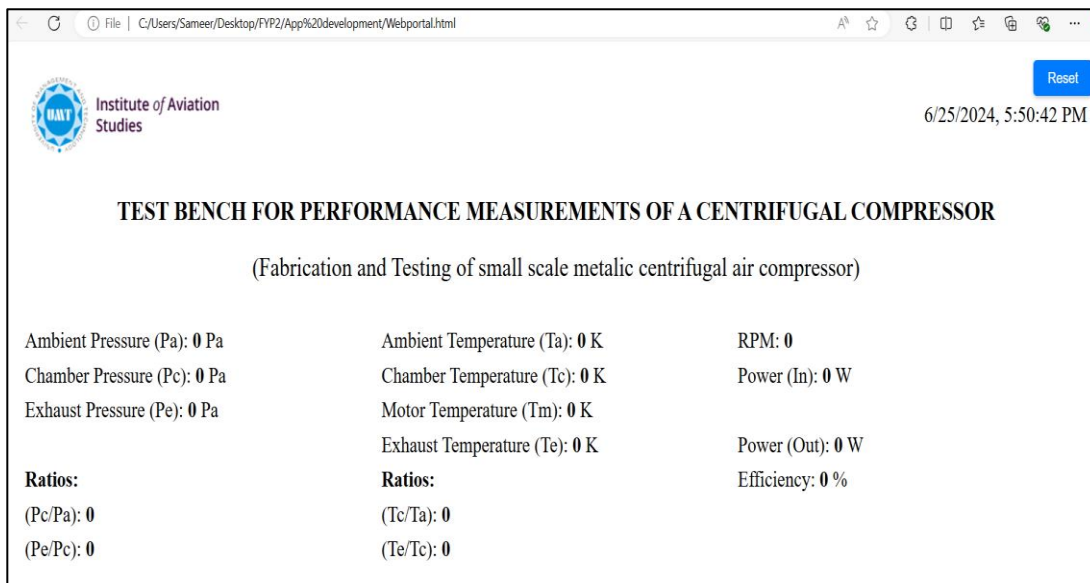 File | C:/Users/Sameer/Desktop/FYP2/App%20development/Webportal.html
UMT
Institute of Aviation
Studies
Reset
6/25/2024, 5:50:42 PM
TEST BENCH FOR PERFORMANCE MEASUREMENTS OF A CENTRIFUGAL COMPRESSOR
(Fabrication and Testing of small scale metalic centrifugal air compressor)
Ambient Pressure (Pa): 0 Pa
Chamber Pressure (Pc): 0 Pa
Exhaust Pressure (Pe): 0 Pa
Ratios:
(Pc/Pa): 0
(Pe/Pc): 0
Ambient Temperature (Ta): 0 K
Chamber Temperature (Tc): 0 K
Motor Temperature (Tm): 0 K
Exhaust Temperature (Te): 0 K
Ratios:
(Tc/Ta): 0
(Te/Tc): 0
RPM: 0
Power (In): 0 W
Power (Out): 0 W
Efficiency: 0 %